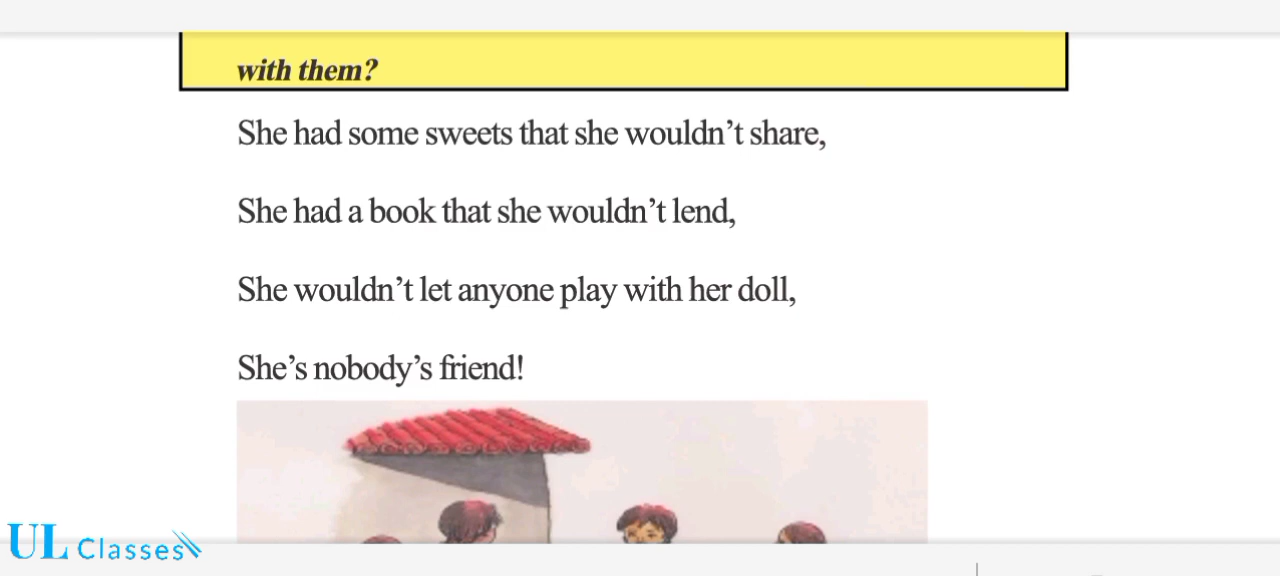 with them?
She had some sweets that she wouldn’t share,
She had a book that she wouldn’t lend,
She wouldn’t let anyone play with her doll,
She’s nobody’s friend!
UL Classes